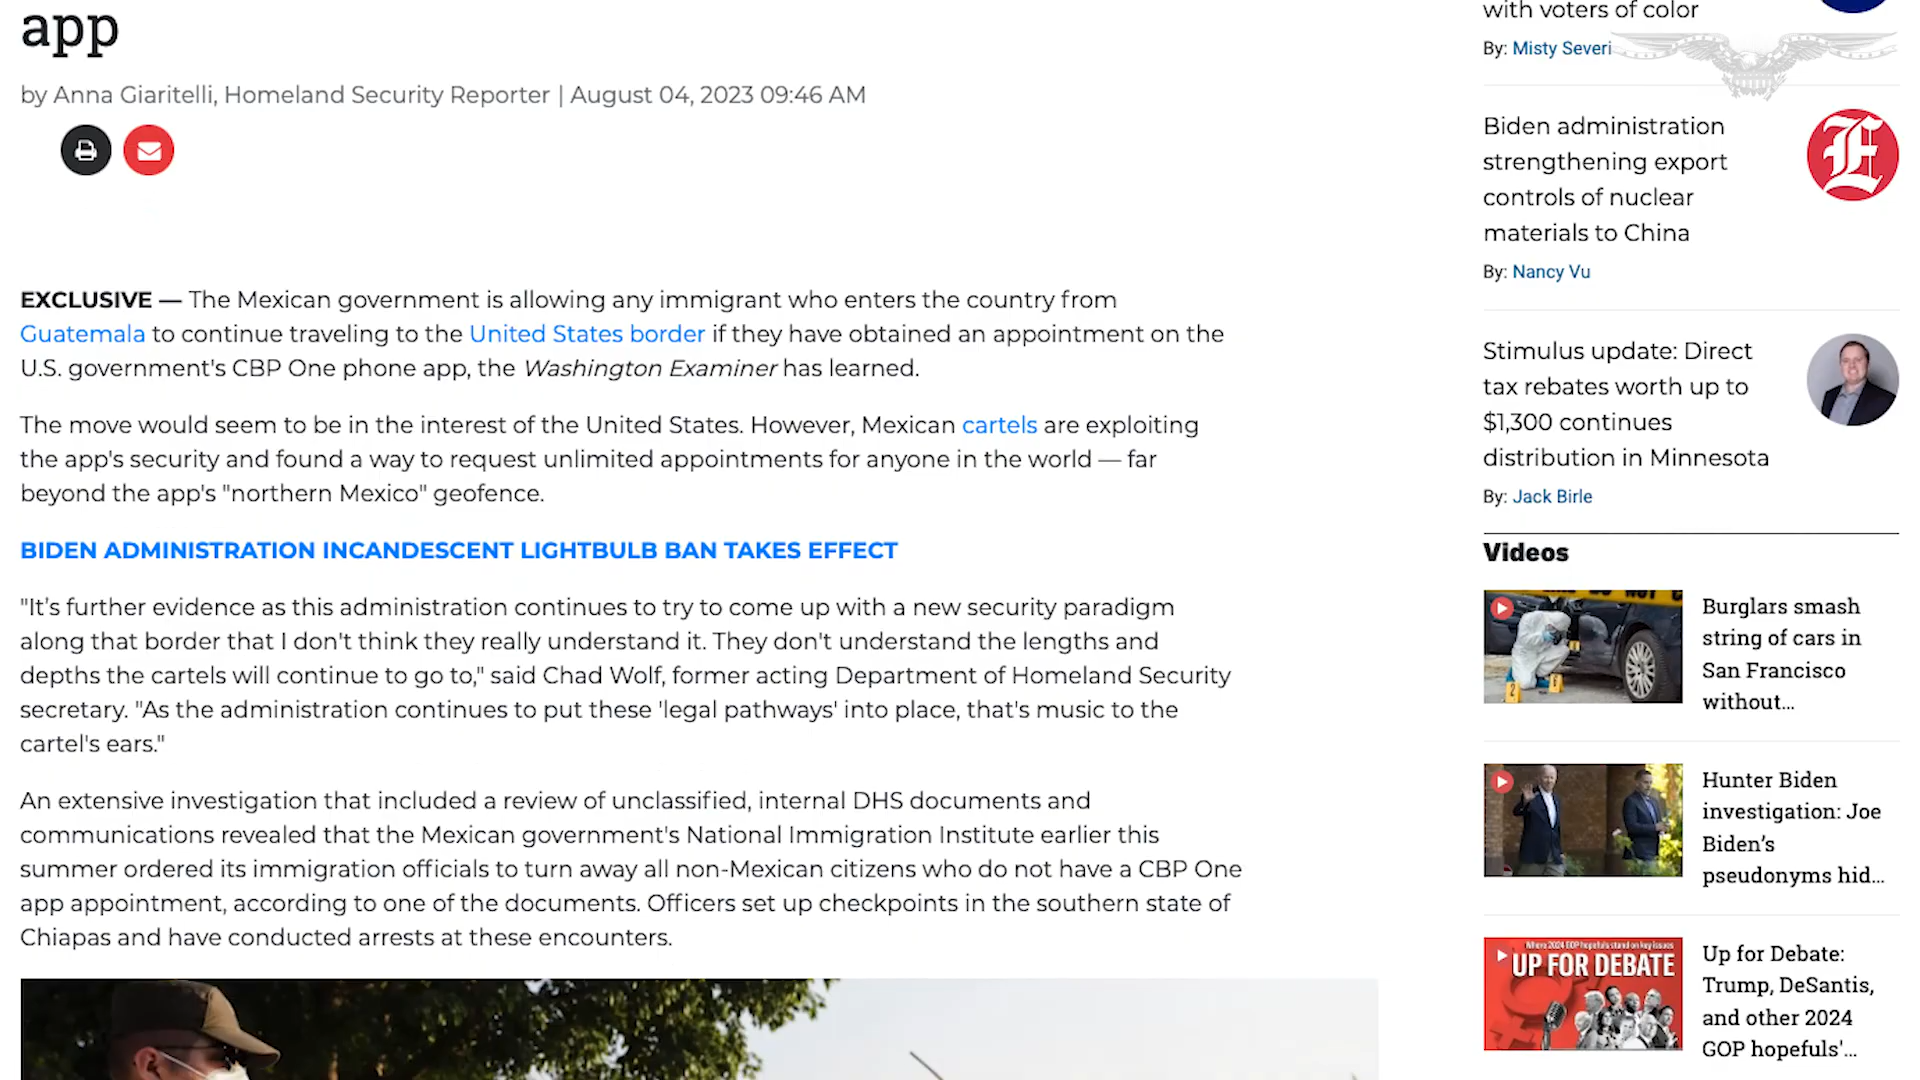 app
by Anna Giaritelli, Homeland Security Reporter | August 04, 2023 09:46 AM
EXCLUSIVE — The Mexican government is allowing any immigrant who enters the country from
Guatemala to continue traveling to the United States border if they have obtained an appointment on the
U.S. government's CBP One phone app, the Washington Examiner has learned.
The move would seem to be in the interest of the United States. However, Mexican cartels are exploiting
the app's security and found a way to request unlimited appointments for anyone in the world — far
beyond the app's "northern Mexico" geofence.
BIDEN ADMINISTRATION INCANDESCENT LIGHTBULB BAN TAKES EFFECT
"It’s further evidence as this administration continues to try to come up with a new security paradigm
along that border that I don't think they really understand it. They don't understand the lengths and
depths the cartels will continue to go to," said Chad Wolf, former acting Department of Homeland Security
secretary. "As the administration continues to put these 'legal pathways' into place, that's music to the
cartel's ears."
An extensive investigation that included a review of unclassified, internal DHS documents and
communications revealed that the Mexican government's National Immigration Institute earlier this
summer ordered its immigration officials to turn away all non-Mexican citizens who do not have a CBP One
app appointment, according to one of the documents. Officers set up checkpoints in the southern state of
Chiapas and have conducted arrests at these encounters.
with voters of color
By: Misty Severi
Biden administration
strengthening export
controls of nuclear
materials to China
By: Nancy Vu
E
Stimulus update: Direct
tax rebates worth up to
$1,300 continues
distribution in Minnesota
By: Jack Birle
Videos
Burglars smash
string of cars in
San Francisco
without...
Hunter Biden
investigation: Joe
Biden’s
pseudonyms hid...
Where 2024 GOP hopefuls stand on key issues
UP FOR DEBATE
Up for Debate:
Trump, DeSantis,
and other 2024
GOP hopefuls'...